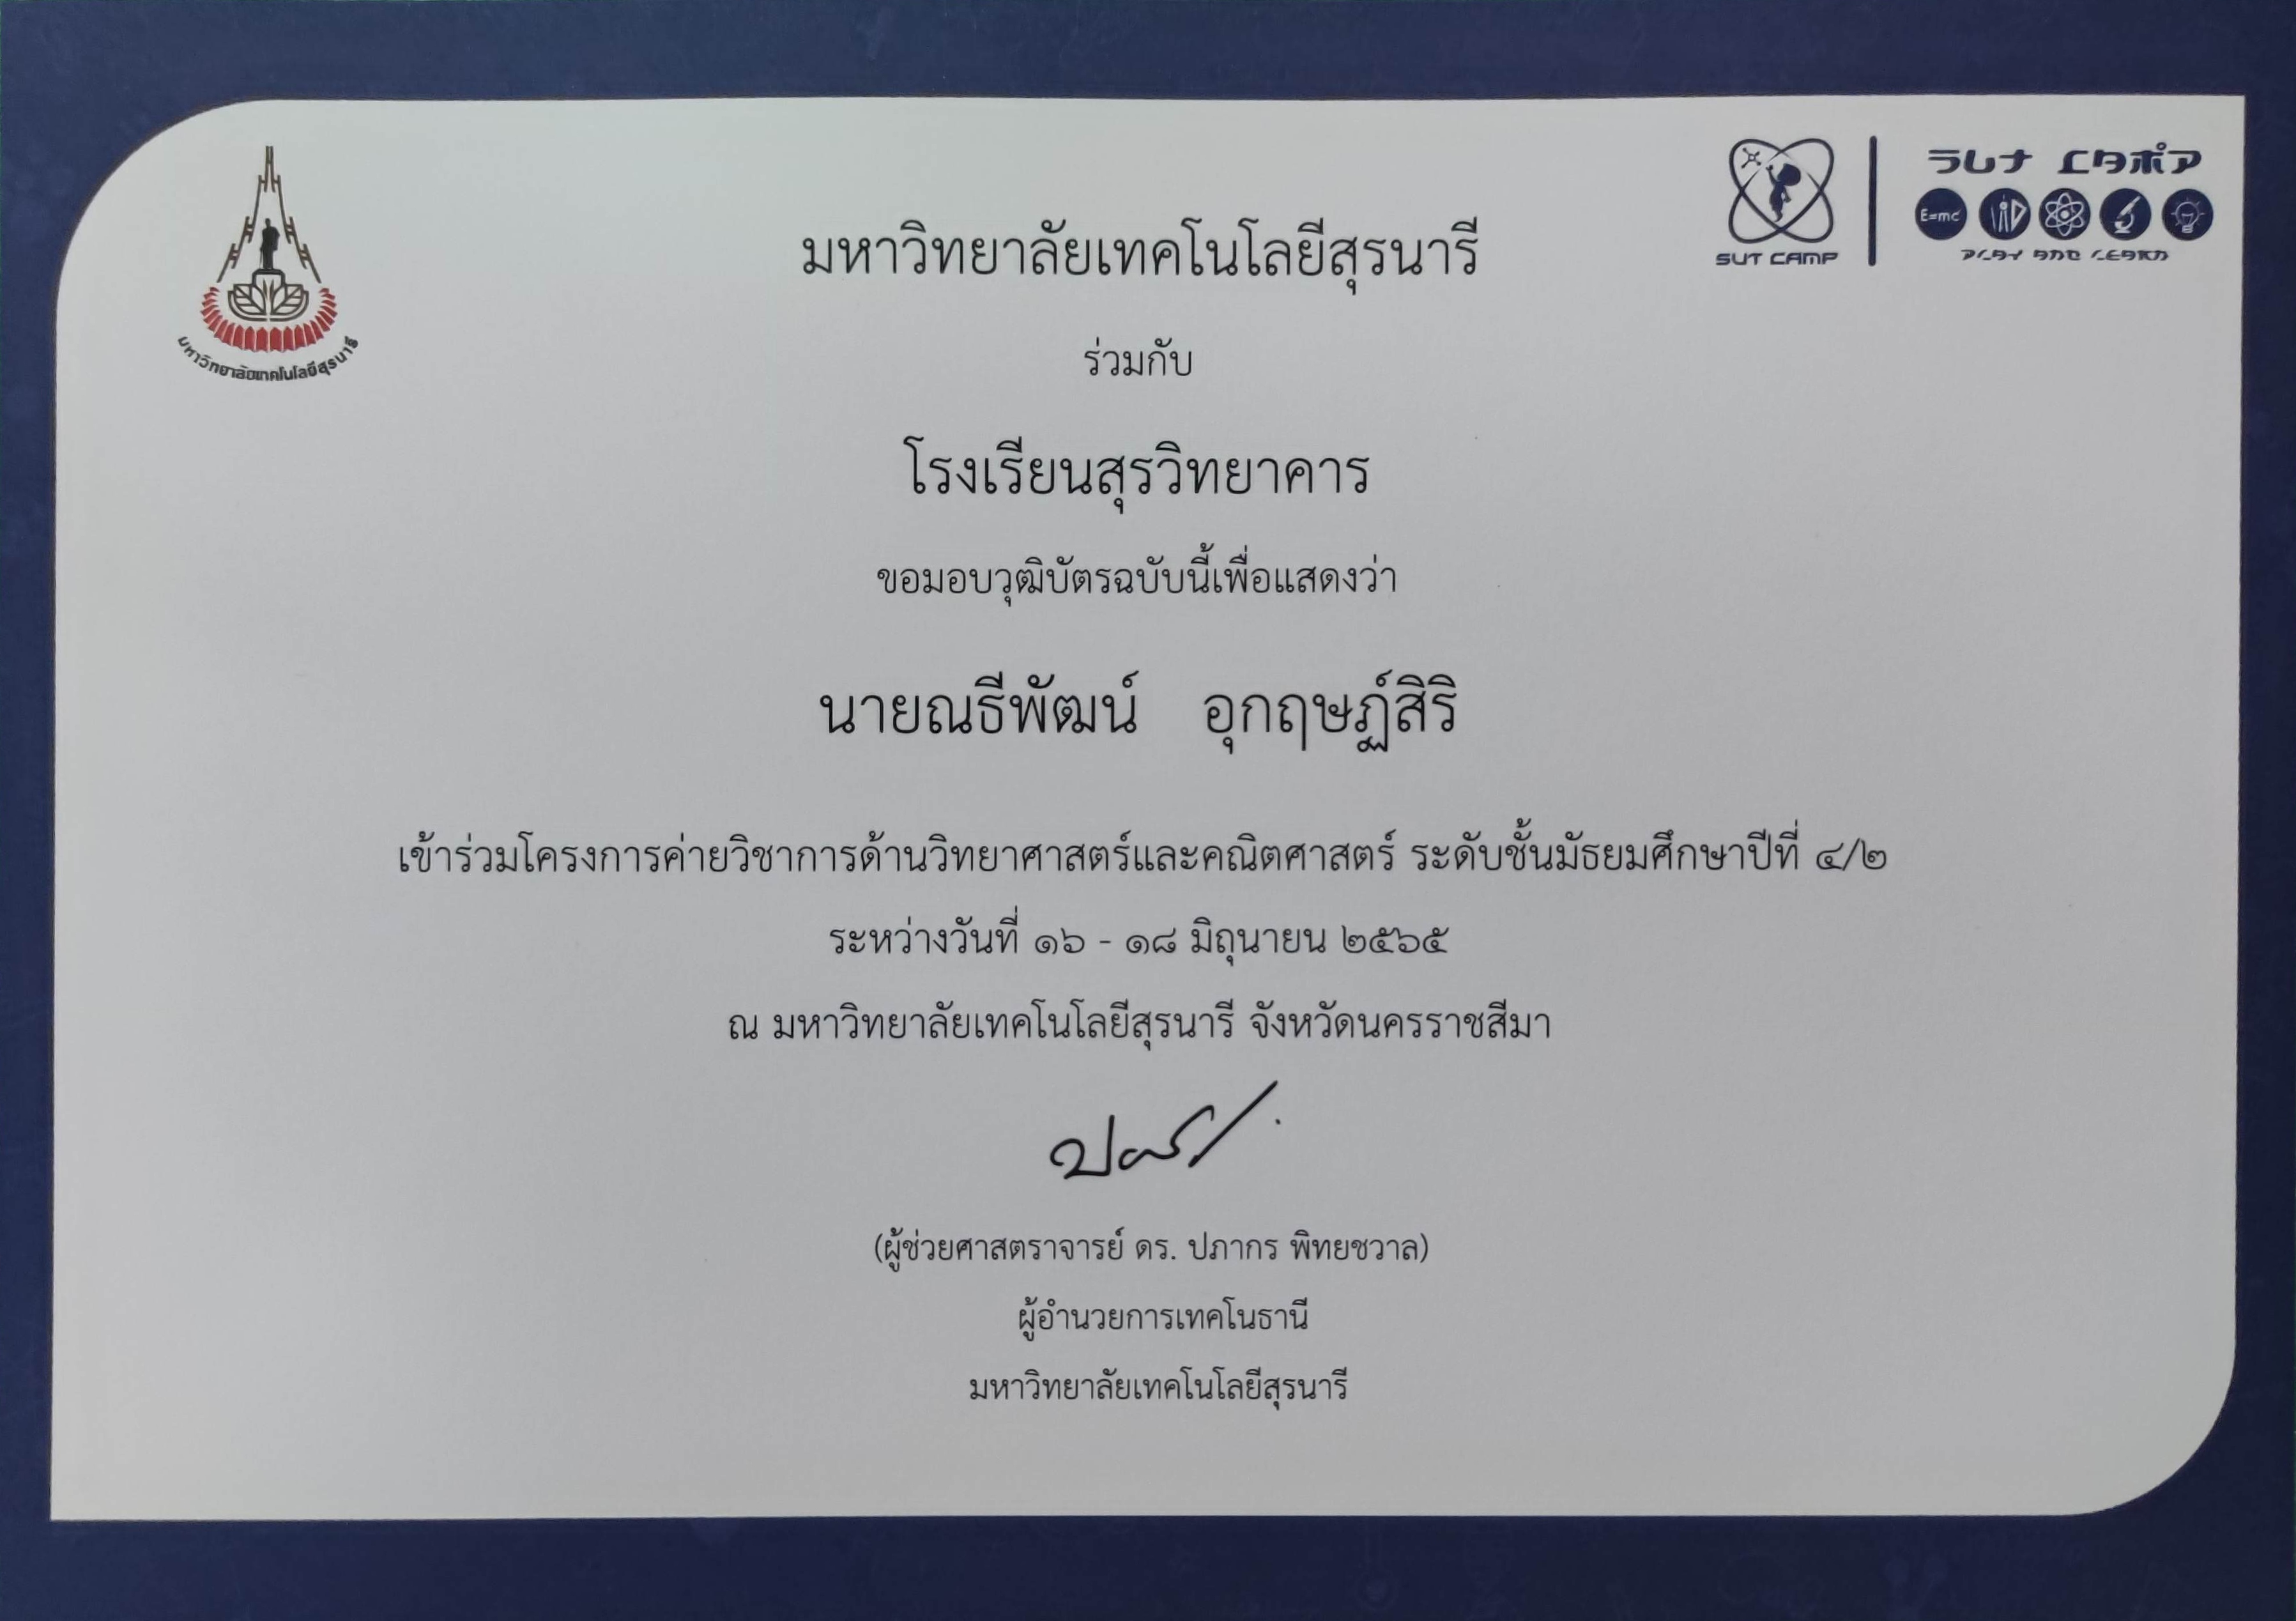 มหาวิทยาลัยเทคโนโลยีสุรนารี
SUT CAMP
ラレナ エタポア
E=mc
PLAY AND LEARN
มหาวิทยาลัยเทคโนโลยีสุรนารี
ร่วมกับ
โรงเรียนสุรวิทยาคาร
ขอมอบวุฒิบัตรฉบับนี้เพื่อแสดงว่า
นายณธีพัฒน์ อุกฤษฏ์สิริ
เข้าร่วมโครงการค่ายวิชาการด้านวิทยาศาสตร์และคณิตศาสตร์ ระดับชั้นมัธยมศึกษาปีที่ ๔/๒
ระหว่างวันที่ ๑๖ - ๑๘ มิถุนายน ๒๕๖๕
ณ มหาวิทยาลัยเทคโนโลยีสุรนารี จังหวัดนครราชสีมา
(ผู้ช่วยศาสตราจารย์ ดร. ปภากร พิทยชวาล)
ผู้อำนวยการเทคโนธานี
มหาวิทยาลัยเทคโนโลยีสุรนารี